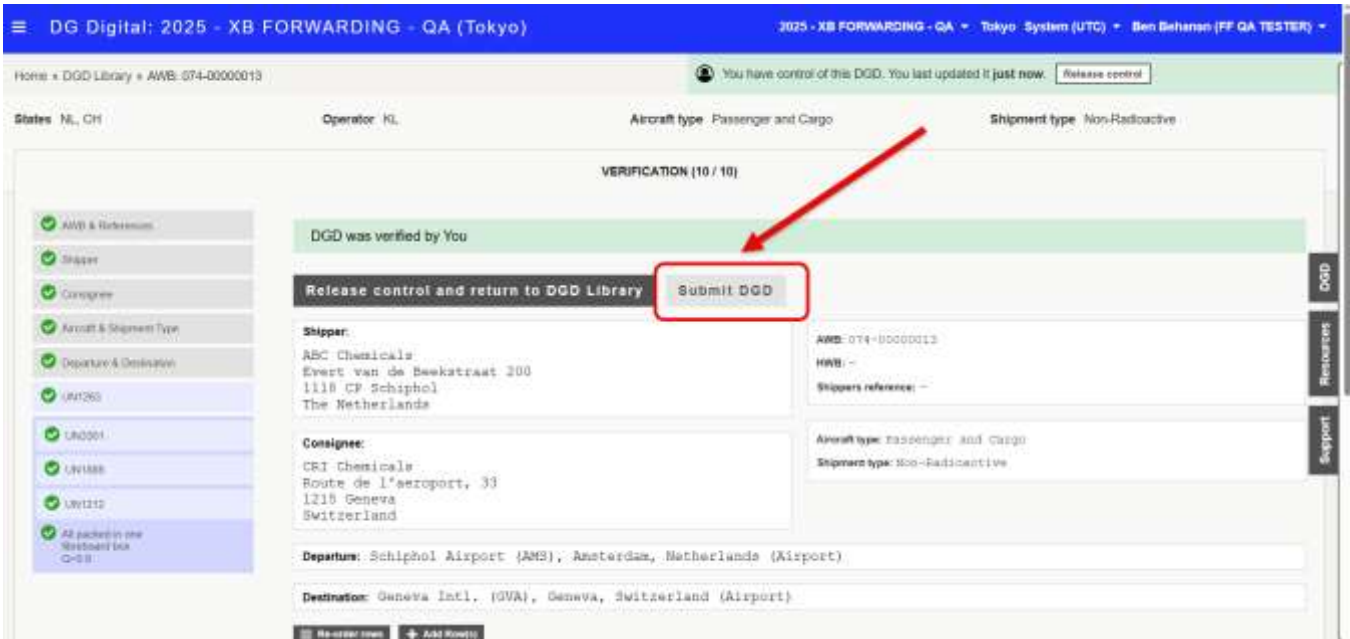 DG Digital: 2025 - XB FORWARDING - QA (Tokyo)
2025 - XB FORWARDING - QA
Tokyo
System (UTC)
Ben Behanan (FF QA TESTER)
Home » DGD Library » AWB: 074-00000013
You have control of this DGD. You last updated it just now.
Release control
States NL, CH
Operator KL
Aircraft type Passenger and Cargo
Shipment type Non-Radioactive
VERIFICATION (10 / 10)
AWB & References
Shipper
Consignee
Aircraft & Shipment Type
Departure & Destination
UN1263
UN1888
UN1212
All packed in one
fibreboard box
DGD was verified by You
Release control and return to DGD Library
Submit DGD
Shipper:
ABC Chemicals
Evert van de Beekstraat 200
1118 CP Schiphol
The Netherlands
AWB: 074-00000013
HWB: -
Shippers reference: -
Consignee:
CRI Chemicals
Route de l'aeroport, 33
1215 Geneva
Switzerland
Aircraft type: Passenger and Cargo
Shipment type: Non-Radioactive
Departure: Schiphol Airport (AMS), Amsterdam, Netherlands (Airport)
Destination: Geneva Intl. (GVA), Geneva, Switzerland (Airport)
Re-order rows
Add Row(s)
DGD
Resources
Support